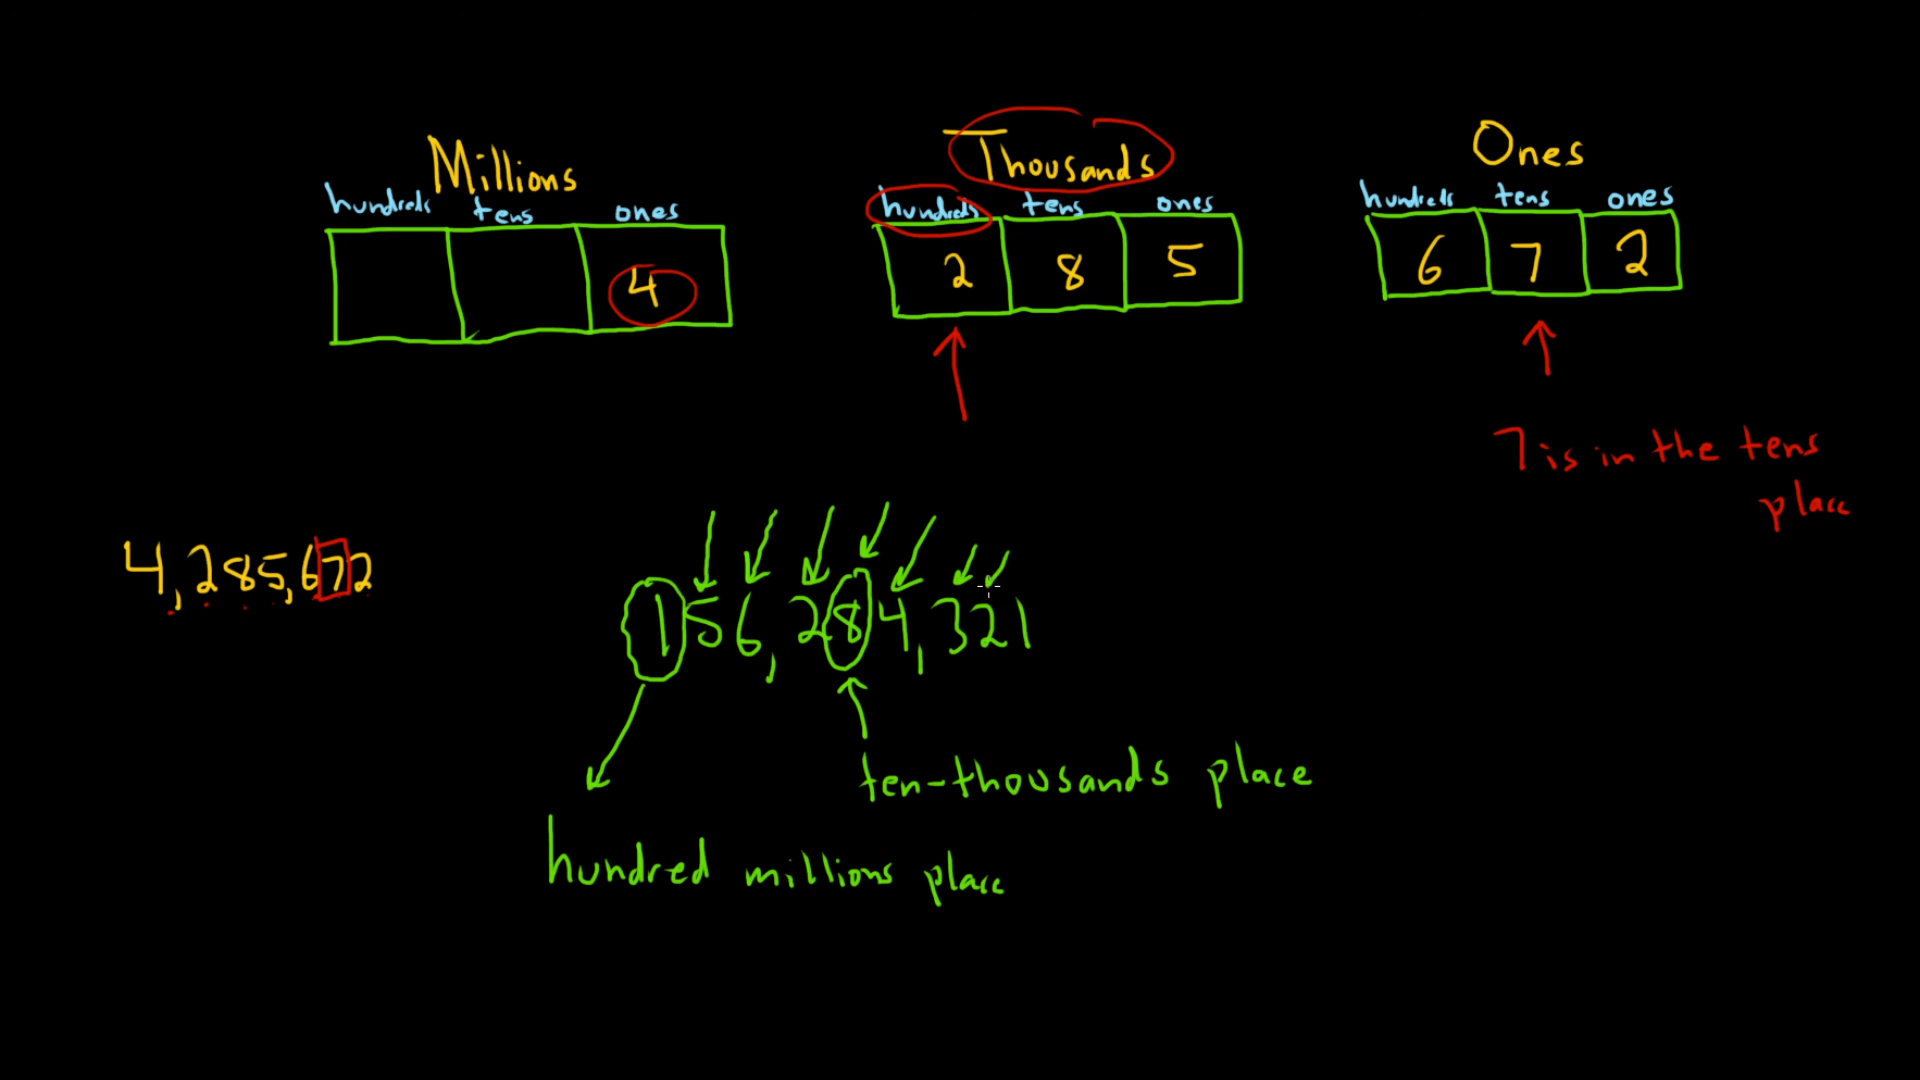 Millions
hundreds tens ones
4
Thousands
hundreds tens ones
2 8 5
Ones
hundreds tens ones
6 7 2
7 is in the tens
place
4,285,672
156,284,321
ten-thousands place
hundred millions place